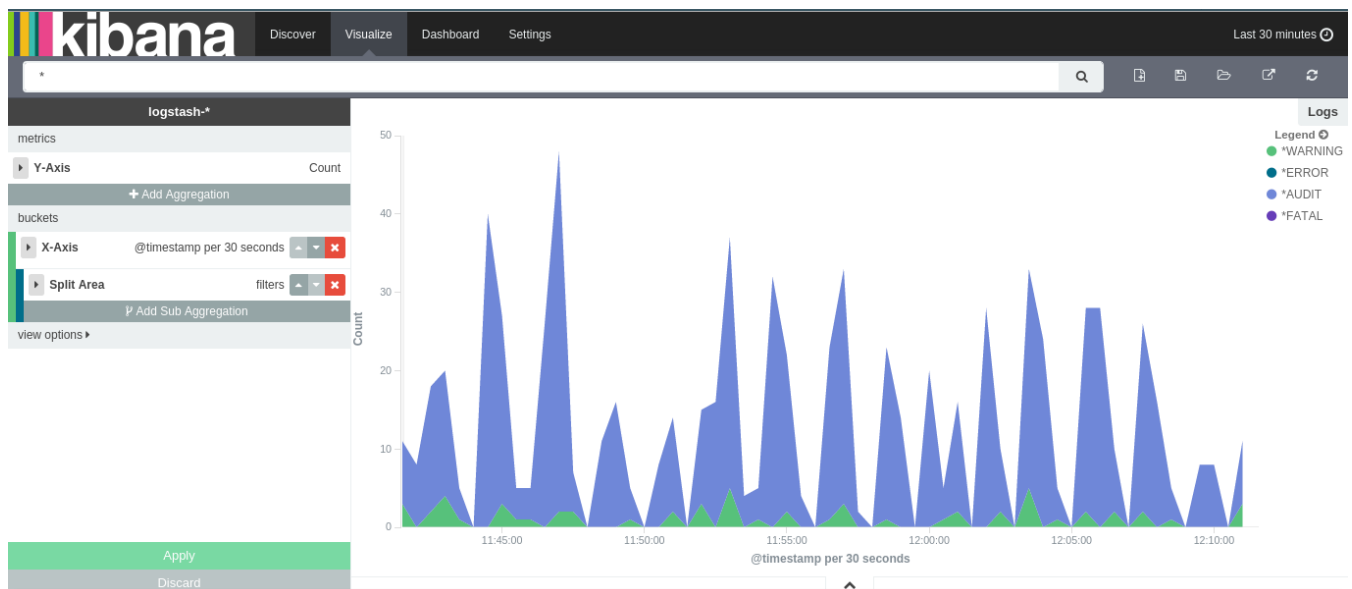 kibana
Discover Visualize Dashboard Settings Last 30 minutes
*
logstash-*
metrics
Y-Axis Count
Add Aggregation
buckets
X-Axis @timestamp per 30 seconds
Split Area filters
Add Sub Aggregation
view options
Apply
Discard
Logs
Legend
*WARNING
*ERROR
*AUDIT
*FATAL
Count
50
40
30
20
10
0
11:45:00 11:50:00 11:55:00 12:00:00 12:05:00 12:10:00
@timestamp per 30 seconds